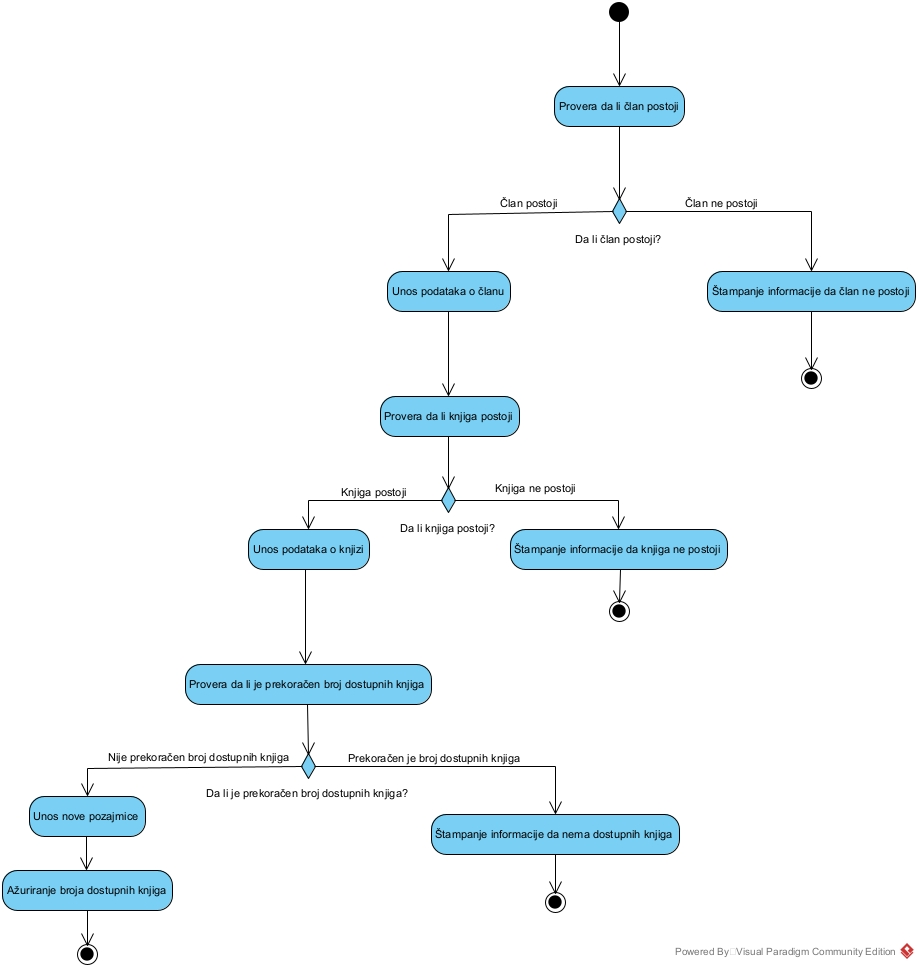 Provera da li član postoji
Član postoji
Član ne postoji
Da li član postoji?
Unos podataka o članu
Štampanje informacije da član ne postoji
Provera da li knjiga postoji
Knjiga postoji
Knjiga ne postoji
Da li knjiga postoji?
Unos podataka o knjizi
Štampanje informacije da knjiga ne postoji
Provera da li je prekoračen broj dostupnih knjiga
Nije prekoračen broj dostupnih knjiga
Prekoračen je broj dostupnih knjiga
Da li je prekoračen broj dostupnih knjiga?
Unos nove pozajmice
Štampanje informacije da nema dostupnih knjiga
Ažuriranje broja dostupnih knjiga
Powered By Visual Paradigm Community Edition